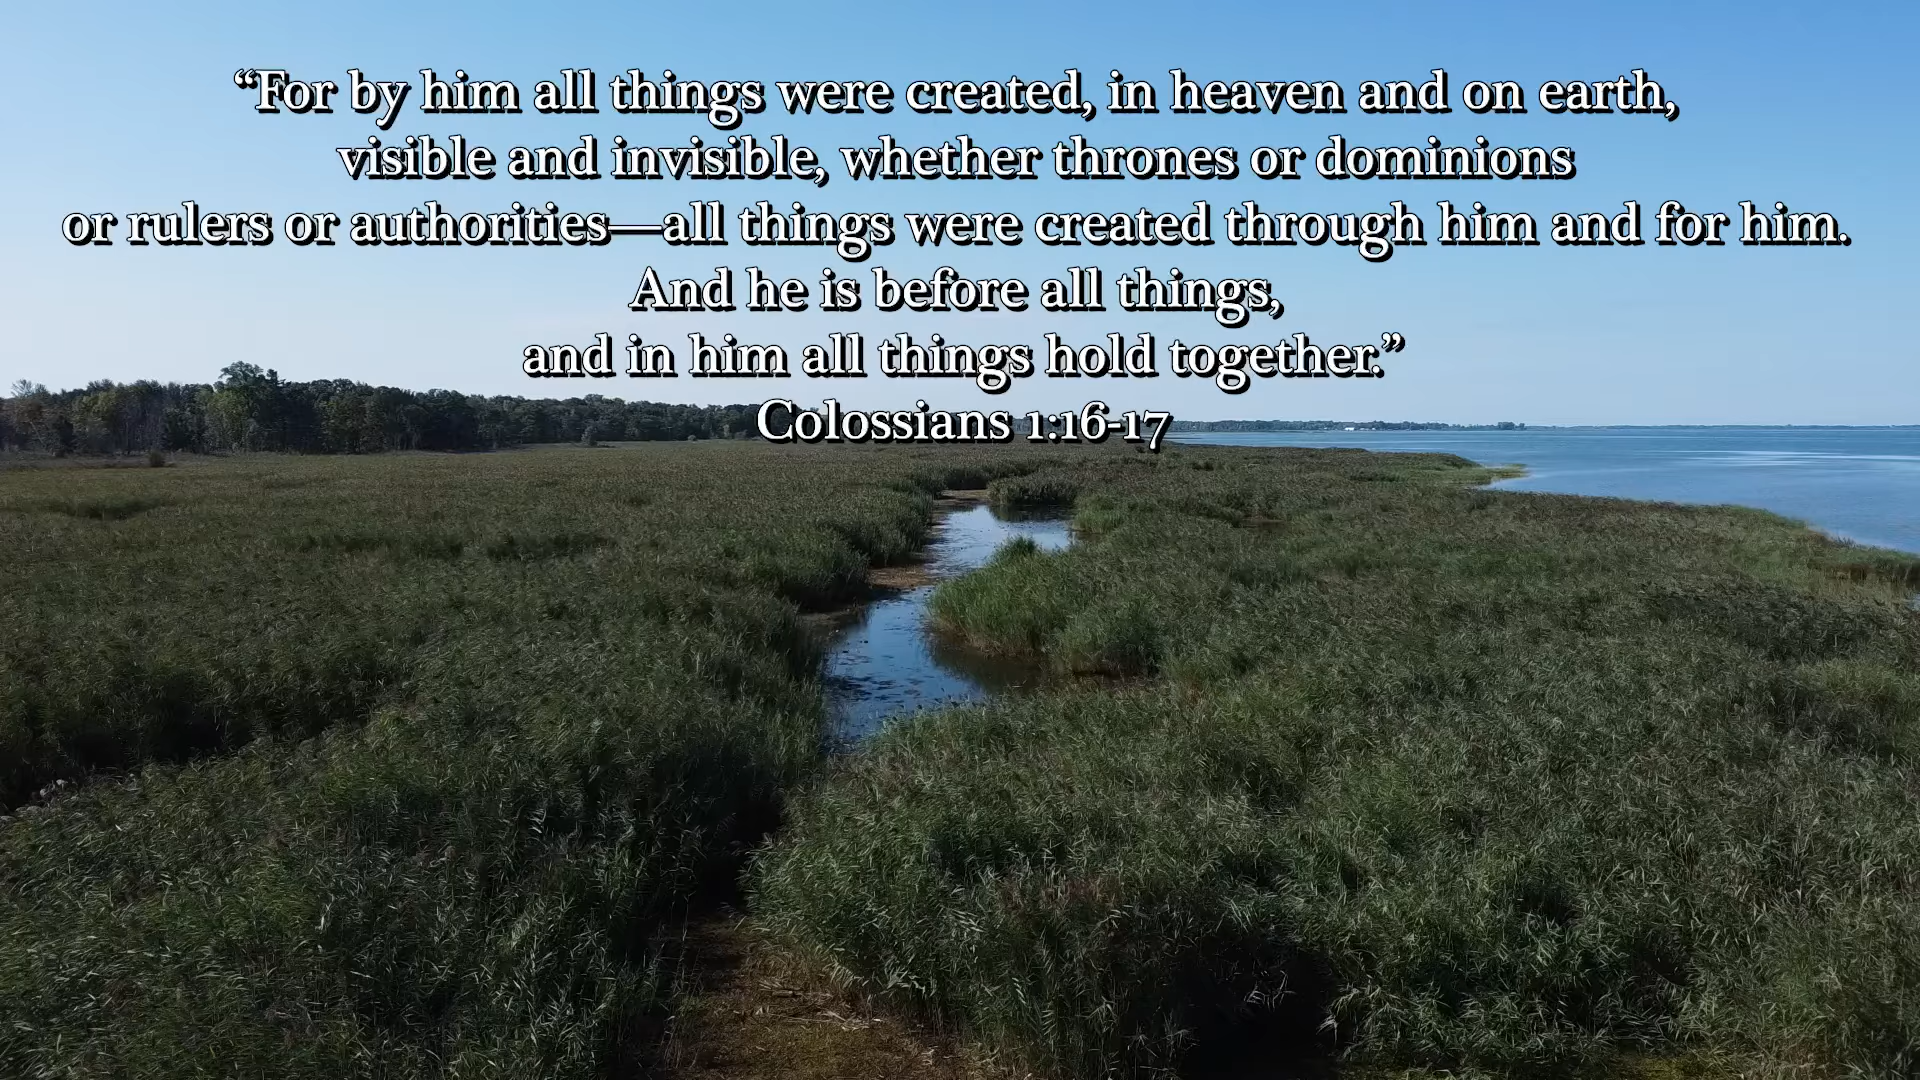 “For by him all things were created, in heaven and on earth,
visible and invisible, whether thrones or dominions
or rulers or authorities—all things were created through him and for him.
And he is before all things,
and in him all things hold together.”
Colossians 1:16-17